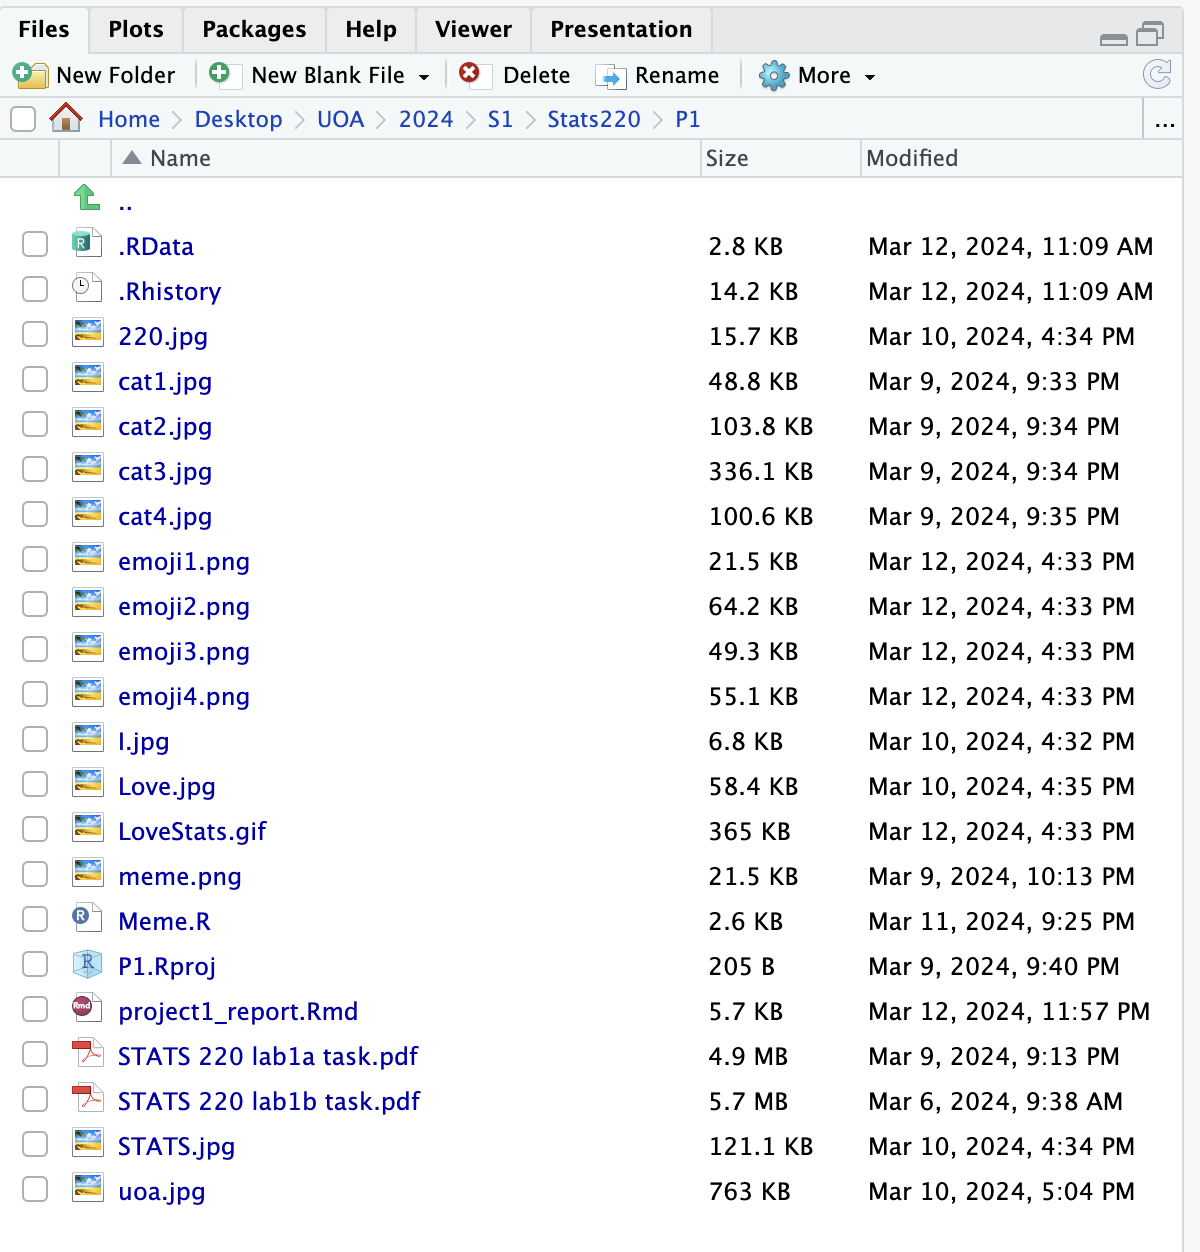 Files Plots Packages Help Viewer Presentation
New Folder New Blank File Delete Rename More
Home Desktop UOA 2024 S1 Stats220 P1 ...
Name Size Modified
..
.RData 2.8 KB Mar 12, 2024, 11:09 AM
.Rhistory 14.2 KB Mar 12, 2024, 11:09 AM
220.jpg 15.7 KB Mar 10, 2024, 4:34 PM
cat1.jpg 48.8 KB Mar 9, 2024, 9:33 PM
cat2.jpg 103.8 KB Mar 9, 2024, 9:34 PM
cat3.jpg 336.1 KB Mar 9, 2024, 9:34 PM
cat4.jpg 100.6 KB Mar 9, 2024, 9:35 PM
emoji1.png 21.5 KB Mar 12, 2024, 4:33 PM
emoji2.png 64.2 KB Mar 12, 2024, 4:33 PM
emoji3.png 49.3 KB Mar 12, 2024, 4:33 PM
emoji4.png 55.1 KB Mar 12, 2024, 4:33 PM
I.jpg 6.8 KB Mar 10, 2024, 4:32 PM
Love.jpg 58.4 KB Mar 10, 2024, 4:35 PM
LoveStats.gif 365 KB Mar 12, 2024, 4:33 PM
meme.png 21.5 KB Mar 9, 2024, 10:13 PM
Meme.R 2.6 KB Mar 11, 2024, 9:25 PM
P1.Rproj 205 B Mar 9, 2024, 9:40 PM
project1_report.Rmd 5.7 KB Mar 12, 2024, 11:57 PM
STATS 220 lab1a task.pdf 4.9 MB Mar 9, 2024, 9:13 PM
STATS 220 lab1b task.pdf 5.7 MB Mar 6, 2024, 9:38 AM
STATS.jpg 121.1 KB Mar 10, 2024, 4:34 PM
uoa.jpg 763 KB Mar 10, 2024, 5:04 PM